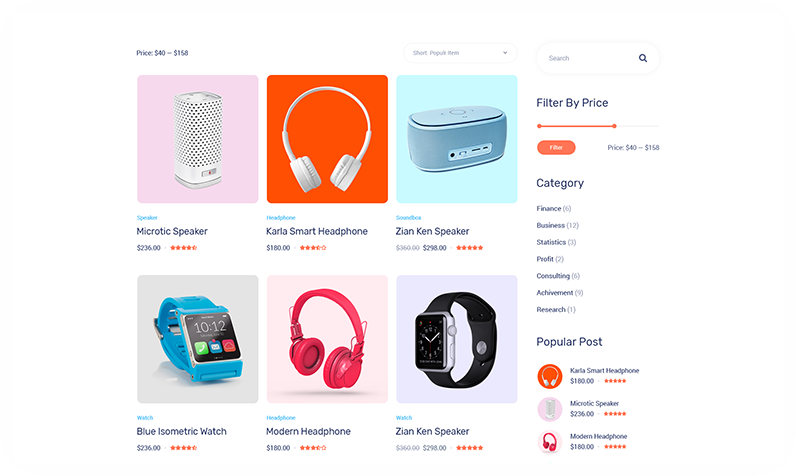 Price: $40 — $158
Short Populr Item
Search
Speaker
Microtic Speaker
$236.00
Headphone
Karla Smart Headphone
$180.00
Soundbox
Zian Ken Speaker
$360.00 $298.00
10:12
Watch
Blue Isometric Watch
$236.00
Headphone
Modern Headphone
$180.00
Watch
Zian Ken Speaker
$360.00 $298.00
Filter By Price
Filter
Price: $40 — $158
Category
Finance (6)
Business (12)
Statistics (3)
Profit (2)
Consulting (6)
Achivement (9)
Research (1)
Popular Post
Karla Smart Headphone
$180.00
Microtic Speaker
$236.00
Modern Headphone
$180.00